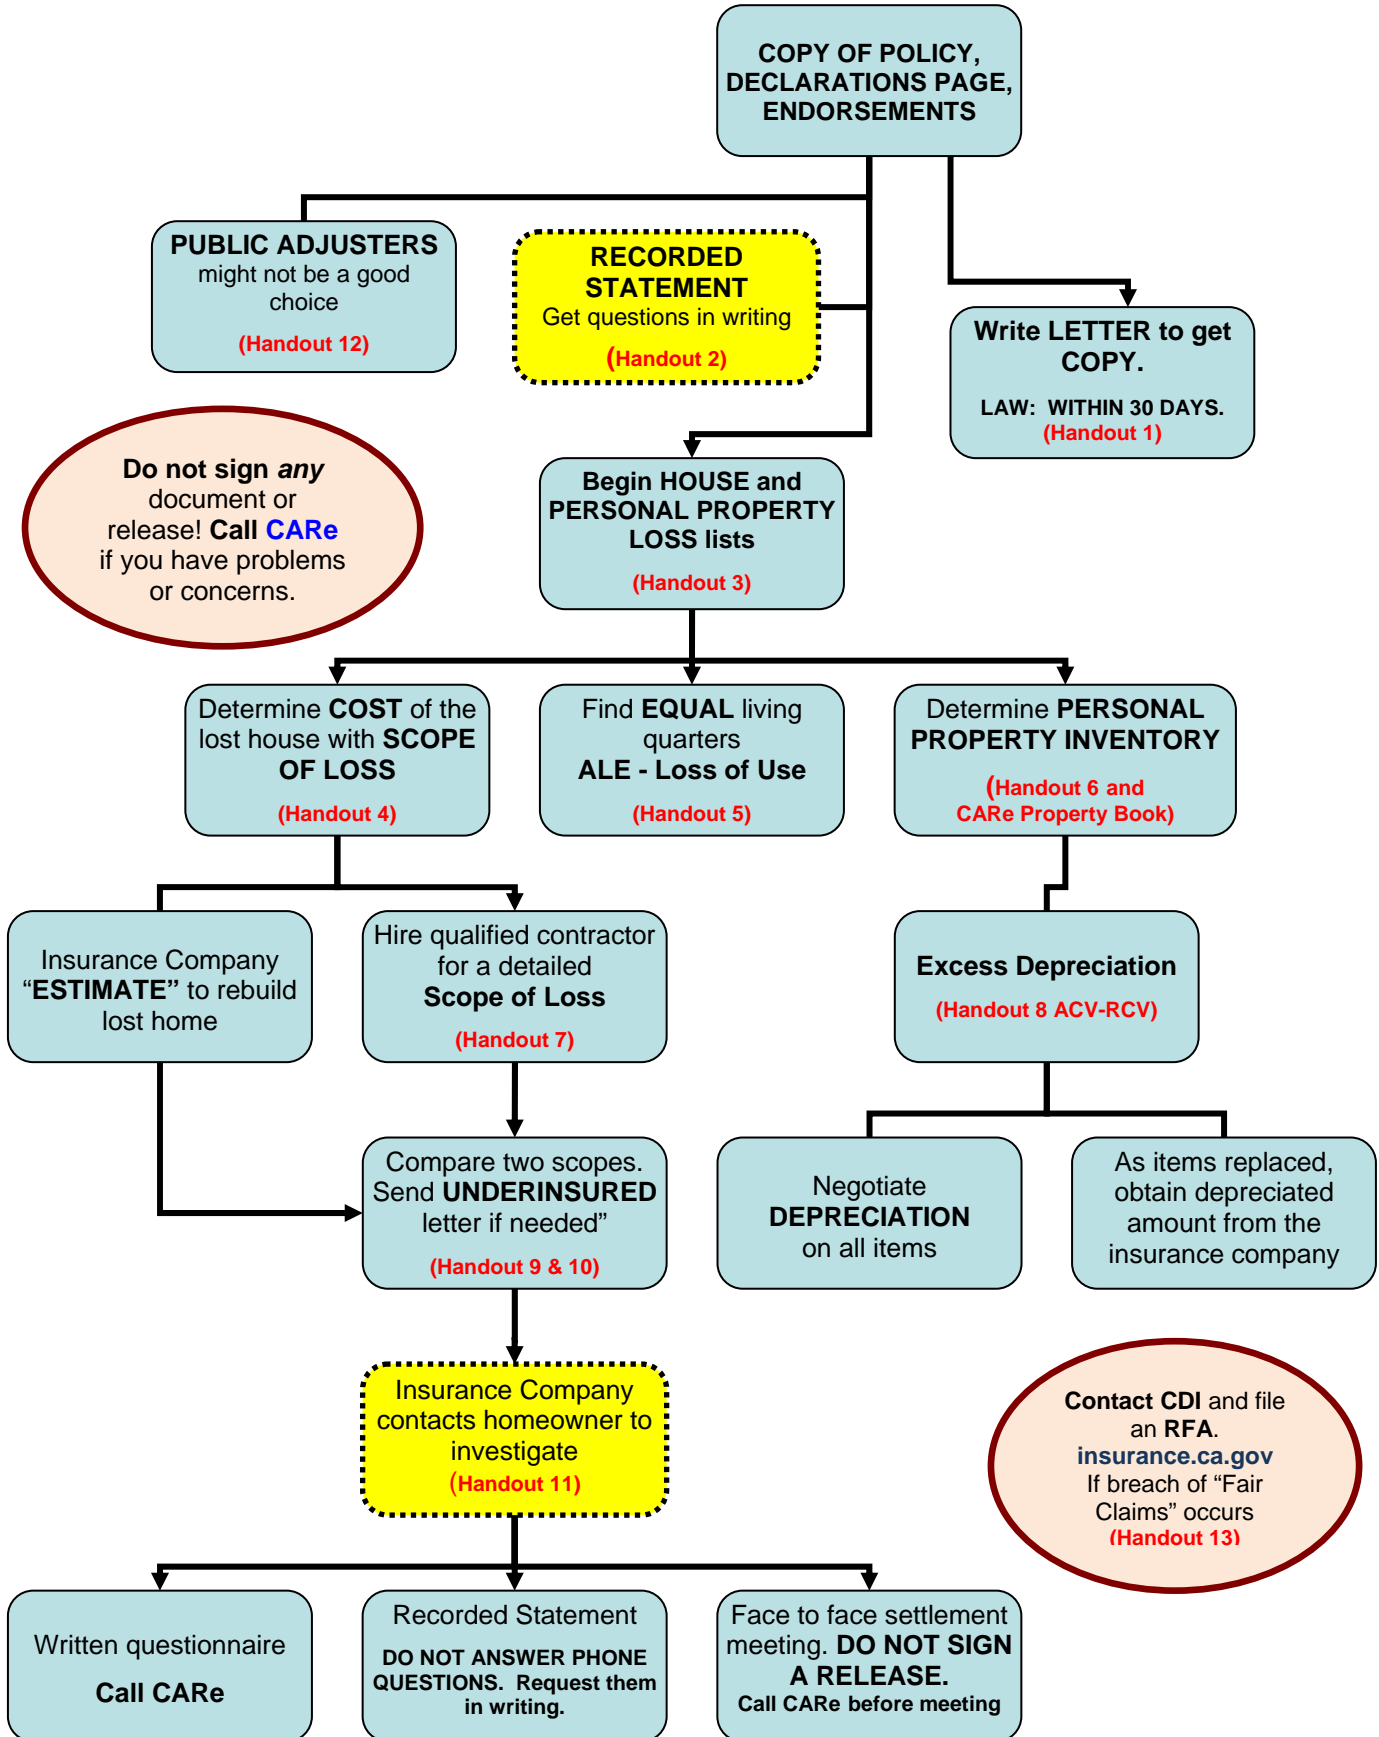 COPY OF POLICY,
DECLARATIONS PAGE,
ENDORSEMENTS
PUBLIC ADJUSTERS
might not be a good
choice
(Handout 12)
RECORDED
STATEMENT
Get questions in writing
(Handout 2)
Write LETTER to get
COPY.
LAW:  WITHIN 30 DAYS.
(Handout 1)
Do not sign any
document or
release! Call CARe
if you have problems
or concerns.
Begin HOUSE and
PERSONAL PROPERTY
LOSS lists
(Handout 3)
Determine COST of the
lost house with SCOPE
OF LOSS
(Handout 4)
Find EQUAL living
quarters
ALE - Loss of Use
(Handout 5)
Determine PERSONAL
PROPERTY INVENTORY
(Handout 6 and
CARe Property Book)
Insurance Company
“ESTIMATE” to rebuild
lost home
Hire qualified contractor
for a detailed
Scope of Loss
(Handout 7)
Excess Depreciation
(Handout 8 ACV-RCV)
Compare two scopes.
Send UNDERINSURED
letter if needed”
(Handout 9 & 10)
Negotiate
DEPRECIATION
on all items
As items replaced,
obtain depreciated
amount from the
insurance company
Insurance Company
contacts homeowner to
investigate
(Handout 11)
Contact CDI and file
an RFA.
insurance.ca.gov
If breach of “Fair
Claims” occurs
(Handout 13)
Written questionnaire
Call CARe
Recorded Statement
DO NOT ANSWER PHONE
QUESTIONS.  Request them
in writing.
Face to face settlement
meeting. DO NOT SIGN
A RELEASE.
Call CARe before meeting